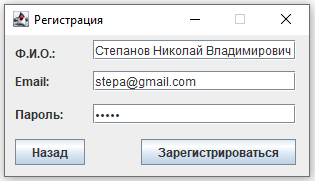 Регистрация
Ф.И.О.: Степанов Николай Владимирович
Email: stepa@gmail.com
Пароль: •••••
Назад Зарегистрироваться